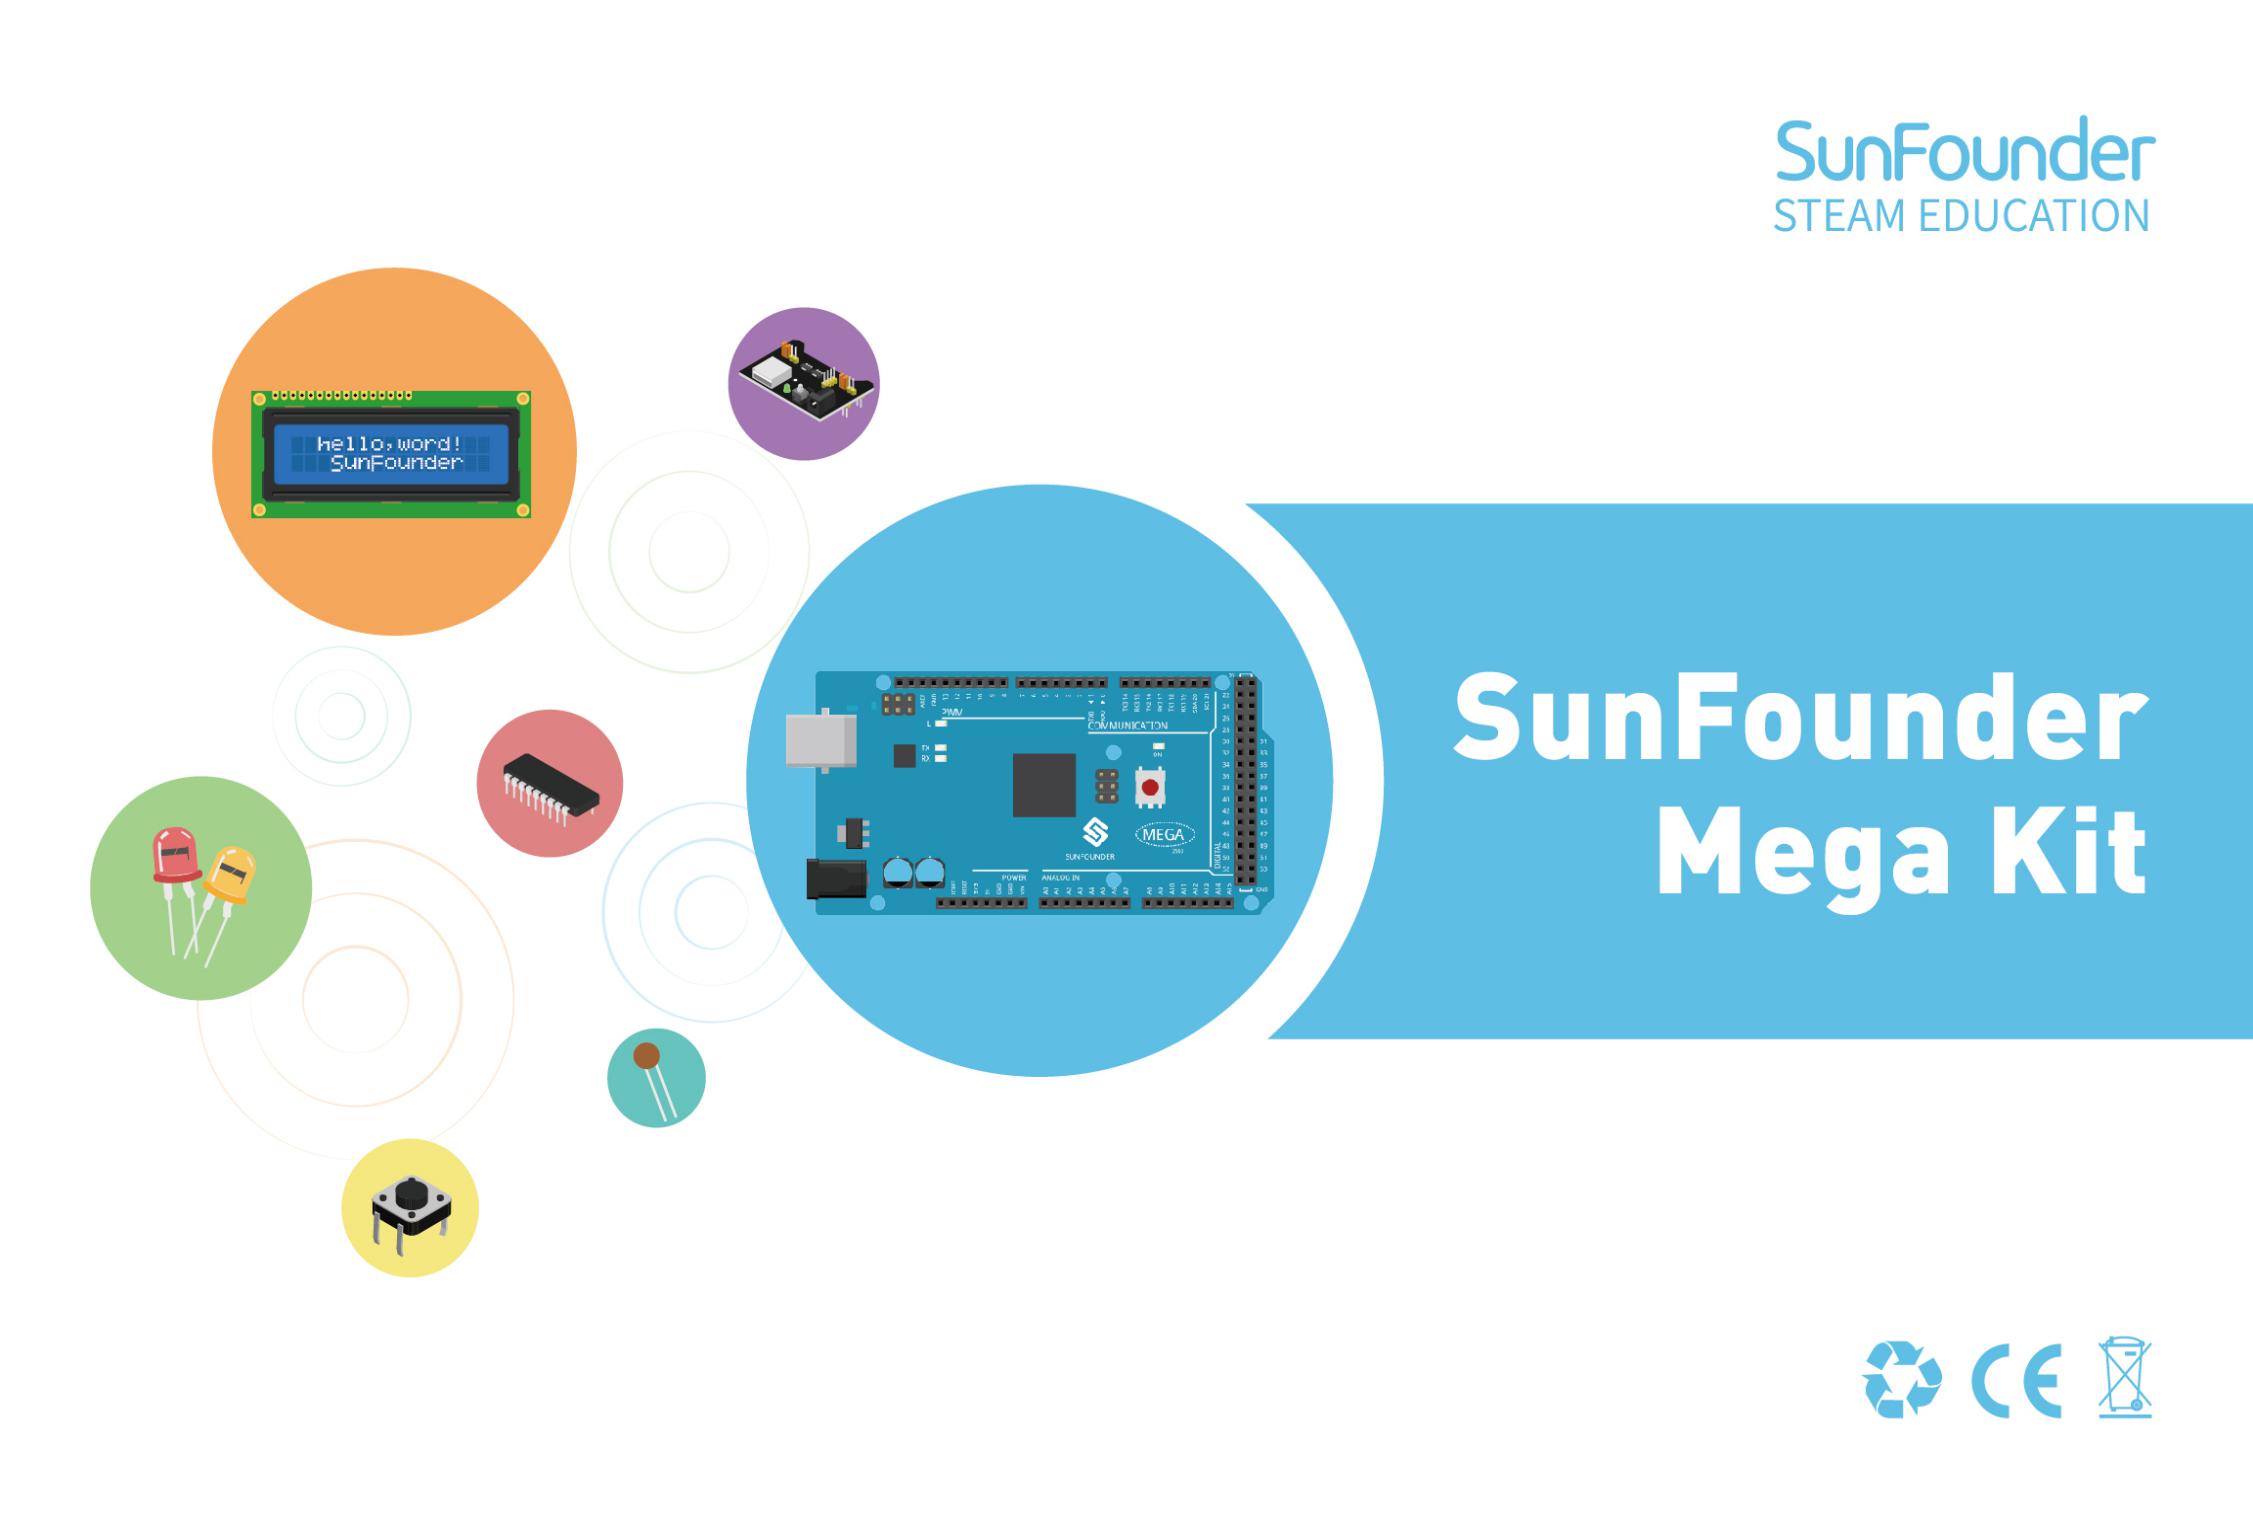 SunFounder
STEAM EDUCATION
hello,word!
SunFounder
SunFounder
Mega Kit
PWM
COMMUNICATION
L
TX
RX
ON
SUNFOUNDER
MEGA
DIGITAL
POWER
ANALOG IN
CE